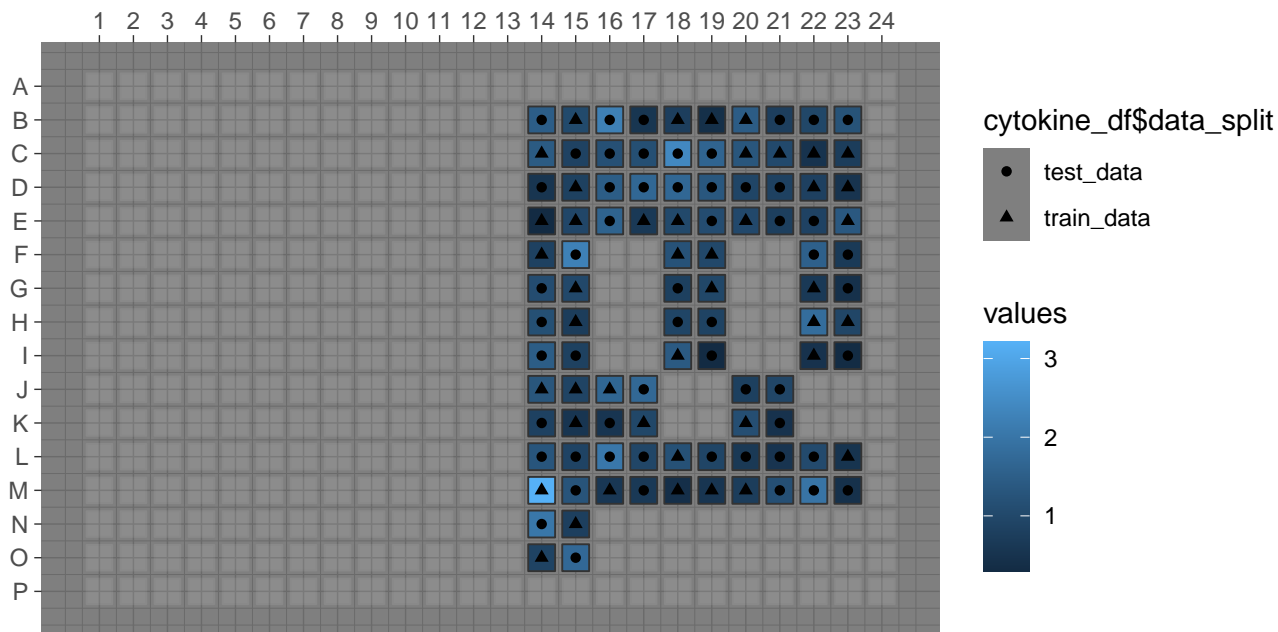 1 2 3 4 5 6 7 8 9 10 11 12 13 14 15 16 17 18 19 20 21 22 23 24
A
B
C
D
E
F
G
H
I
J
K
L
M
N
O
P
cytokine_df$data_split
test_data
train_data
values
3
2
1